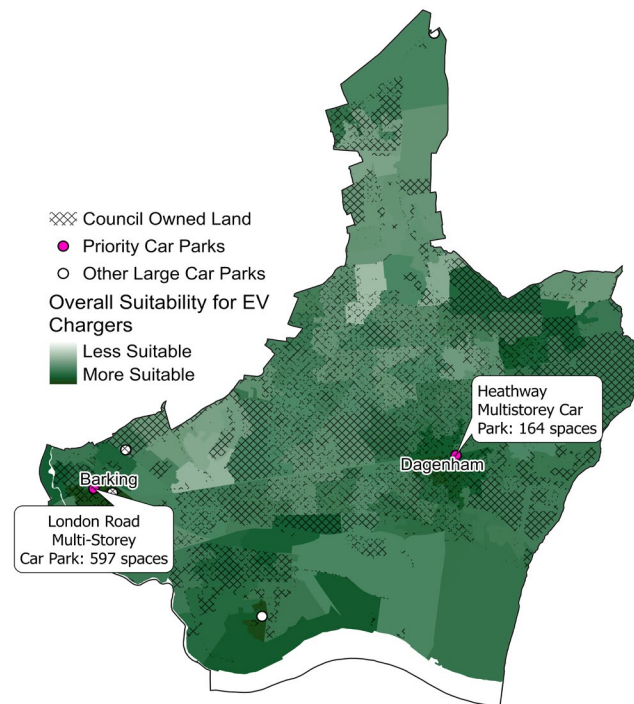 Council Owned Land
Priority Car Parks
Other Large Car Parks
Overall Suitability for EV
Chargers
Less Suitable
More Suitable
Heathway
Multistorey Car
Park: 164 spaces
Dagenham
Barking
London Road
Multi-Storey
Car Park: 597 spaces